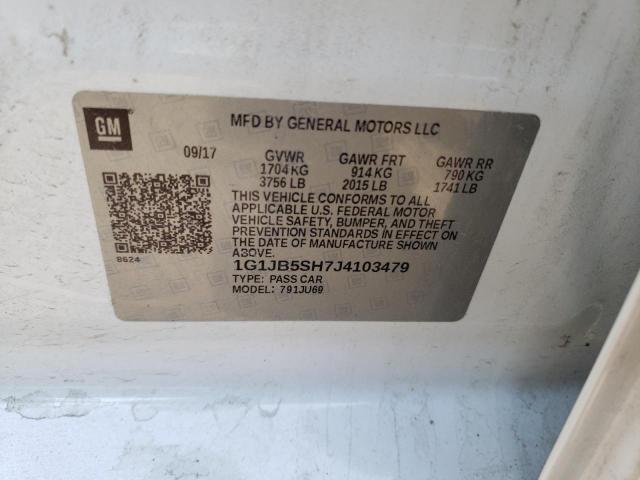 GM
MFD BY GENERAL MOTORS LLC
09/17
GVWR GAWR FRT GAWR RR
1704 KG 914 KG 790 KG
3756 LB 2015 LB 1741 LB
THIS VEHICLE CONFORMS TO ALL
APPLICABLE U.S. FEDERAL MOTOR
VEHICLE SAFETY, BUMPER, AND THEFT
PREVENTION STANDARDS IN EFFECT ON
THE DATE OF MANUFACTURE SHOWN
ABOVE.
8624
1G1JB5SH7J4103479
TYPE: PASS CAR
MODEL: 791JU69